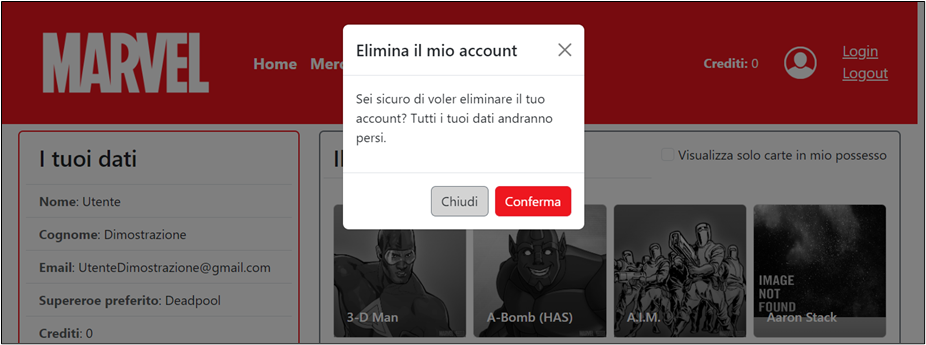 MARVEL
Home Merc
Crediti: 0
Login
Logout
Elimina il mio account
Sei sicuro di voler eliminare il tuo
account? Tutti i tuoi dati andranno
persi.
Chiudi Conferma
I tuoi dati
Nome: Utente
Cognome: Dimostrazione
Email: UtenteDimostrazione@gmail.com
Supereroe preferito: Deadpool
Crediti: 0
Visualizza solo carte in mio possesso
3-D Man
A-Bomb (HAS)
A.I.M.
IMAGE
NOT
FOUND
Aaron Stack